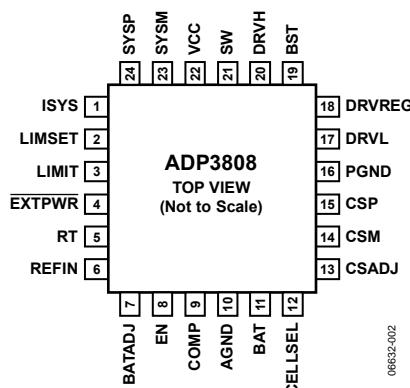 24 SYSP
23 SYSM
22 VCC
21 SW
20 DRVH
19 BST
ISYS 1
LIMSET 2
LIMIT 3
EXTPWR 4
RT 5
REFIN 6
ADP3808
TOP VIEW
(Not to Scale)
18 DRVREG
17 DRVL
16 PGND
15 CSP
14 CSM
13 CSADJ
BATADJ 7
EN 8
COMP 9
AGND 10
BAT 11
CELLSEL 12
06632-002